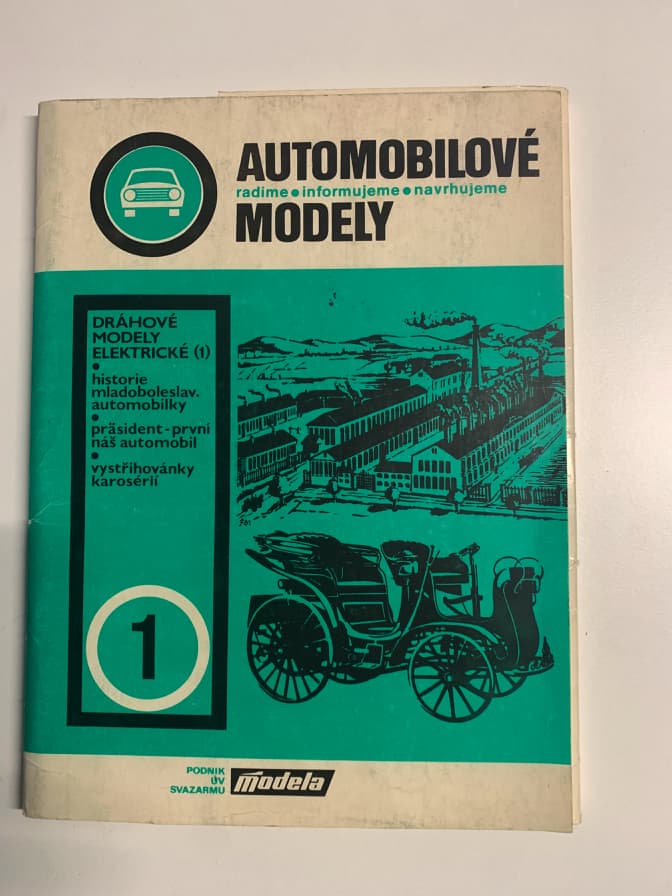 AUTOMOBILOVÉ
radíme • informujeme • navrhujeme
MODELY
DRÁHOVÉ
MODELY
ELEKTRICKÉ (1)
•
historie
mladoboleslav.
automobilky
•
präsident - první
náš automobil
•
vystřihovánky
karosérií
1
PODNIK
ÚV
SVAZARMU
modela